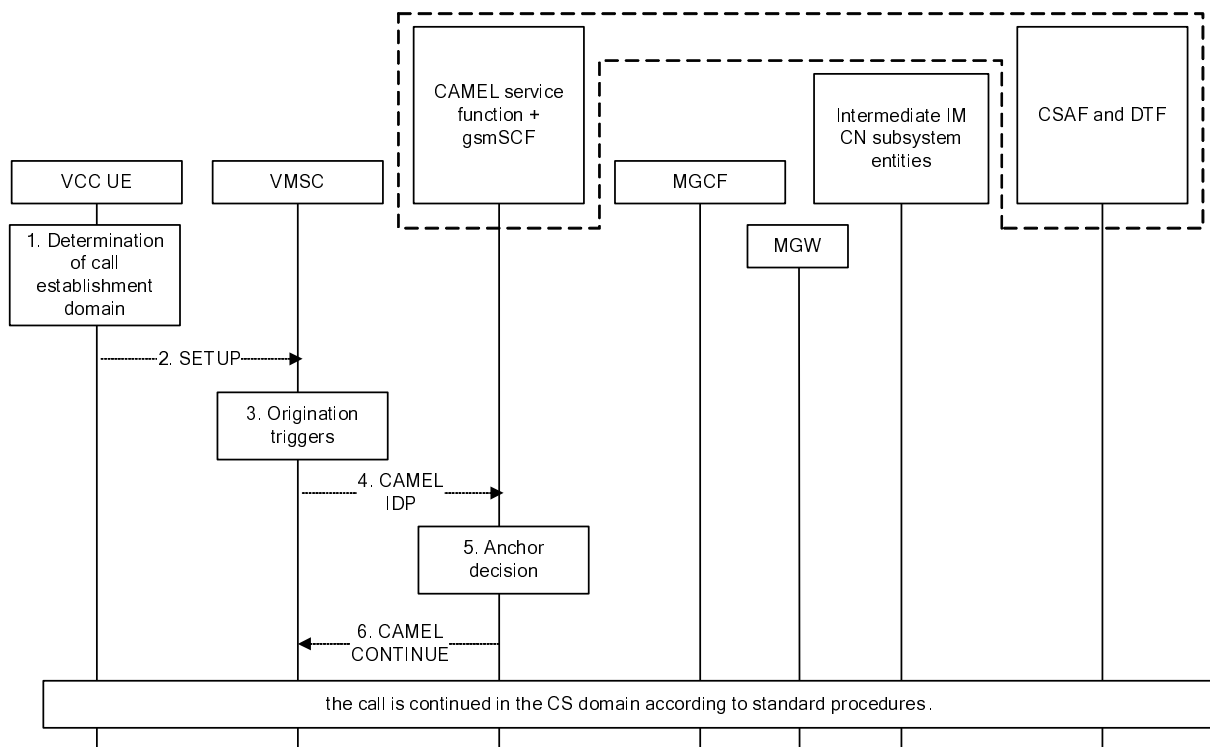 CAMEL service
function +
gsmSCF
Intermediate IM
CN subsystem
entities
CSAF and DTF
VCC UE
VMSC
MGCF
MGW
1. Determination
of call
establishment
domain
2. SETUP
3. Origination
triggers
4. CAMEL
IDP
5. Anchor
decision
6. CAMEL
CONTINUE
the call is continued in the CS domain according to standard procedures.